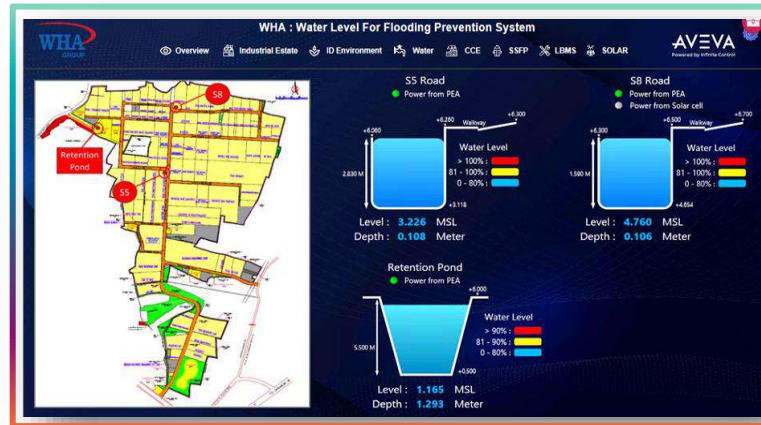 WHA : Water Level For Flooding Prevention System
WHA
GROUP
Overview
Industrial Estate
ID Environment
Water
CCE
SSFP
LBMS
SOLAR
AVEVA
Powered by Infinite Control
S8
Retention
Pond
S5
S5 Road
Power from PEA
+6.060
+6.260
Walkway
+6.300
2.830 M
+3.118
Water Level
> 100% :
81 - 100% :
0 - 80% :
Level : 3.226 MSL
Depth : 0.108 Meter
S8 Road
Power from PEA
Power from Solar cell
+6.300
+6.500
Walkway
+6.700
1.590 M
+4.654
Water Level
> 100% :
81 - 100% :
0 - 80% :
Level : 4.760 MSL
Depth : 0.106 Meter
Retention Pond
Power from PEA
+6.000
5.500 M
+0.500
Water Level
> 90% :
81 - 90% :
0 - 80% :
Level : 1.165 MSL
Depth : 1.293 Meter